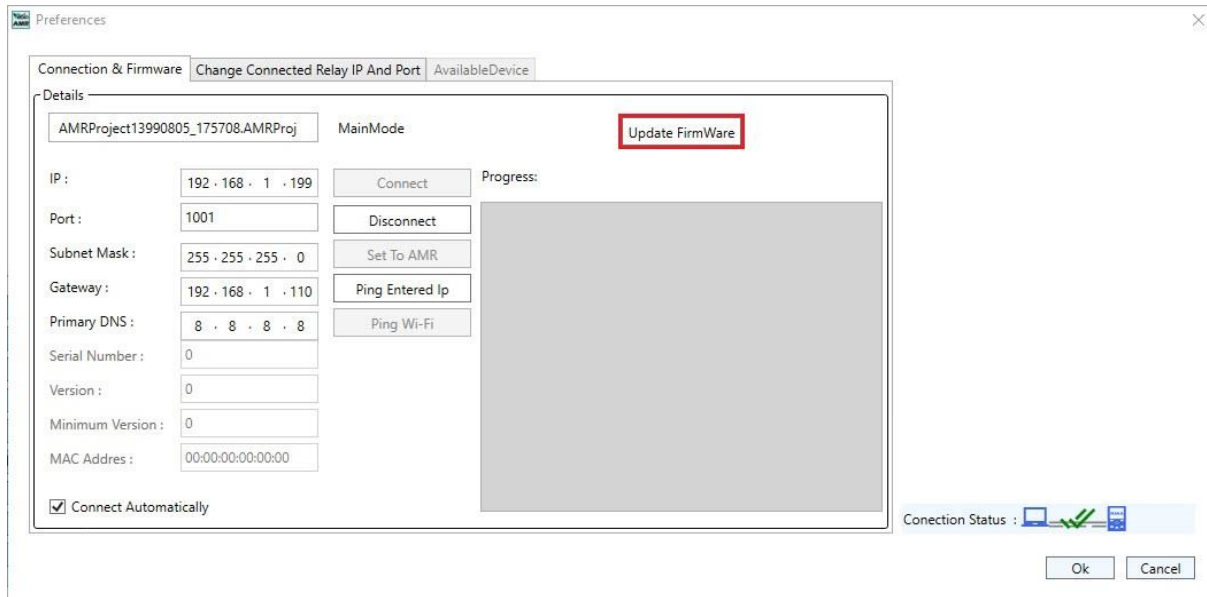 Preferences
Connection & Firmware Change Connected Relay IP And Port AvailableDevice
Details
AMRProject13990805_175708.AMRProj MainMode Update FirmWare
IP : 192 . 168 . 1 . 199 Connect Progress:
Port : 1001 Disconnect
Subnet Mask : 255 . 255 . 255 . 0 Set To AMR
Gateway : 192 . 168 . 1 . 110 Ping Entered Ip
Primary DNS : 8 . 8 . 8 . 8 Ping Wi-Fi
Serial Number : 0
Version : 0
Minimum Version : 0
MAC Addres : 00:00:00:00:00:00
Connect Automatically
Conection Status :
Ok Cancel